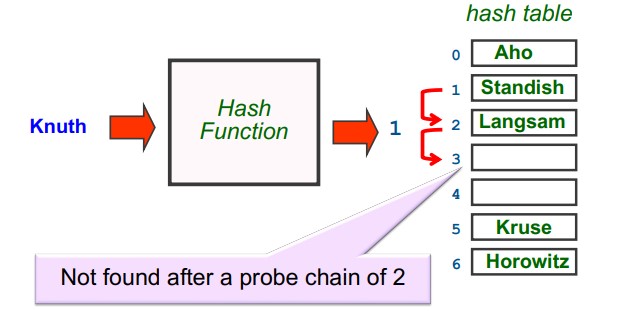 hash table
0 Aho
1 Standish
2 Langsam
3
4
5 Kruse
6 Horowitz
Knuth
Hash
Function
1
Not found after a probe chain of 2